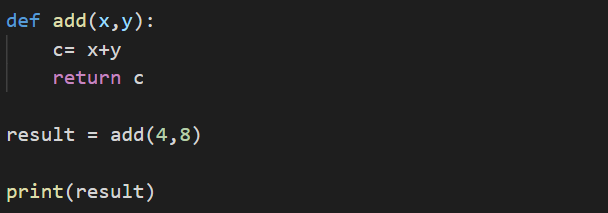 def add(x,y):
    c= x+y
    return c
result = add(4,8)
print(result)